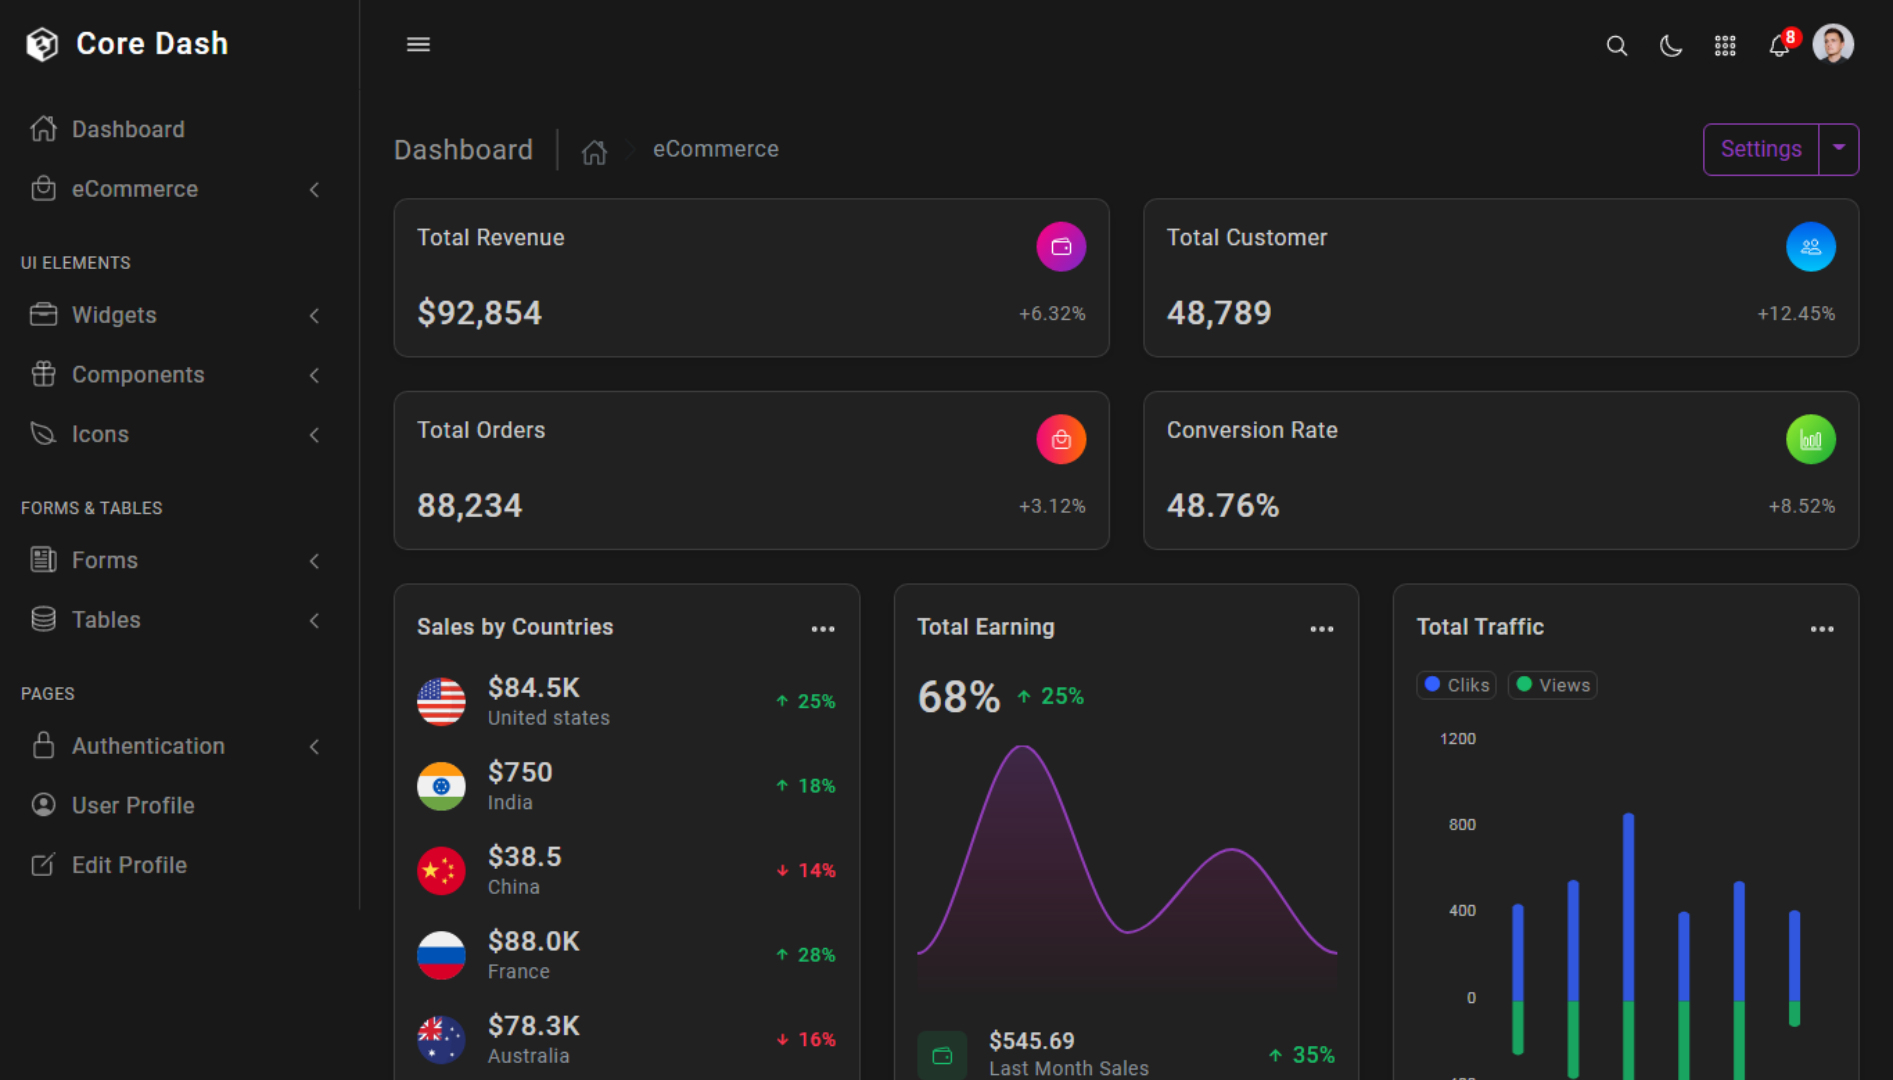 Core Dash
8
Dashboard
eCommerce
UI ELEMENTS
Widgets
Components
Icons
FORMS & TABLES
Forms
Tables
PAGES
Authentication
User Profile
Edit Profile
Dashboard
eCommerce
Settings
Total Revenue
$92,854
+6.32%
Total Customer
48,789
+12.45%
Total Orders
88,234
+3.12%
Conversion Rate
48.76%
+8.52%
Sales by Countries
$84.5K
United states
25%
$750
India
18%
$38.5
China
14%
$88.0K
France
28%
$78.3K
Australia
16%
Total Earning
68%
25%
$545.69
Last Month Sales
35%
Total Traffic
Cliks
Views
1200
800
400
0